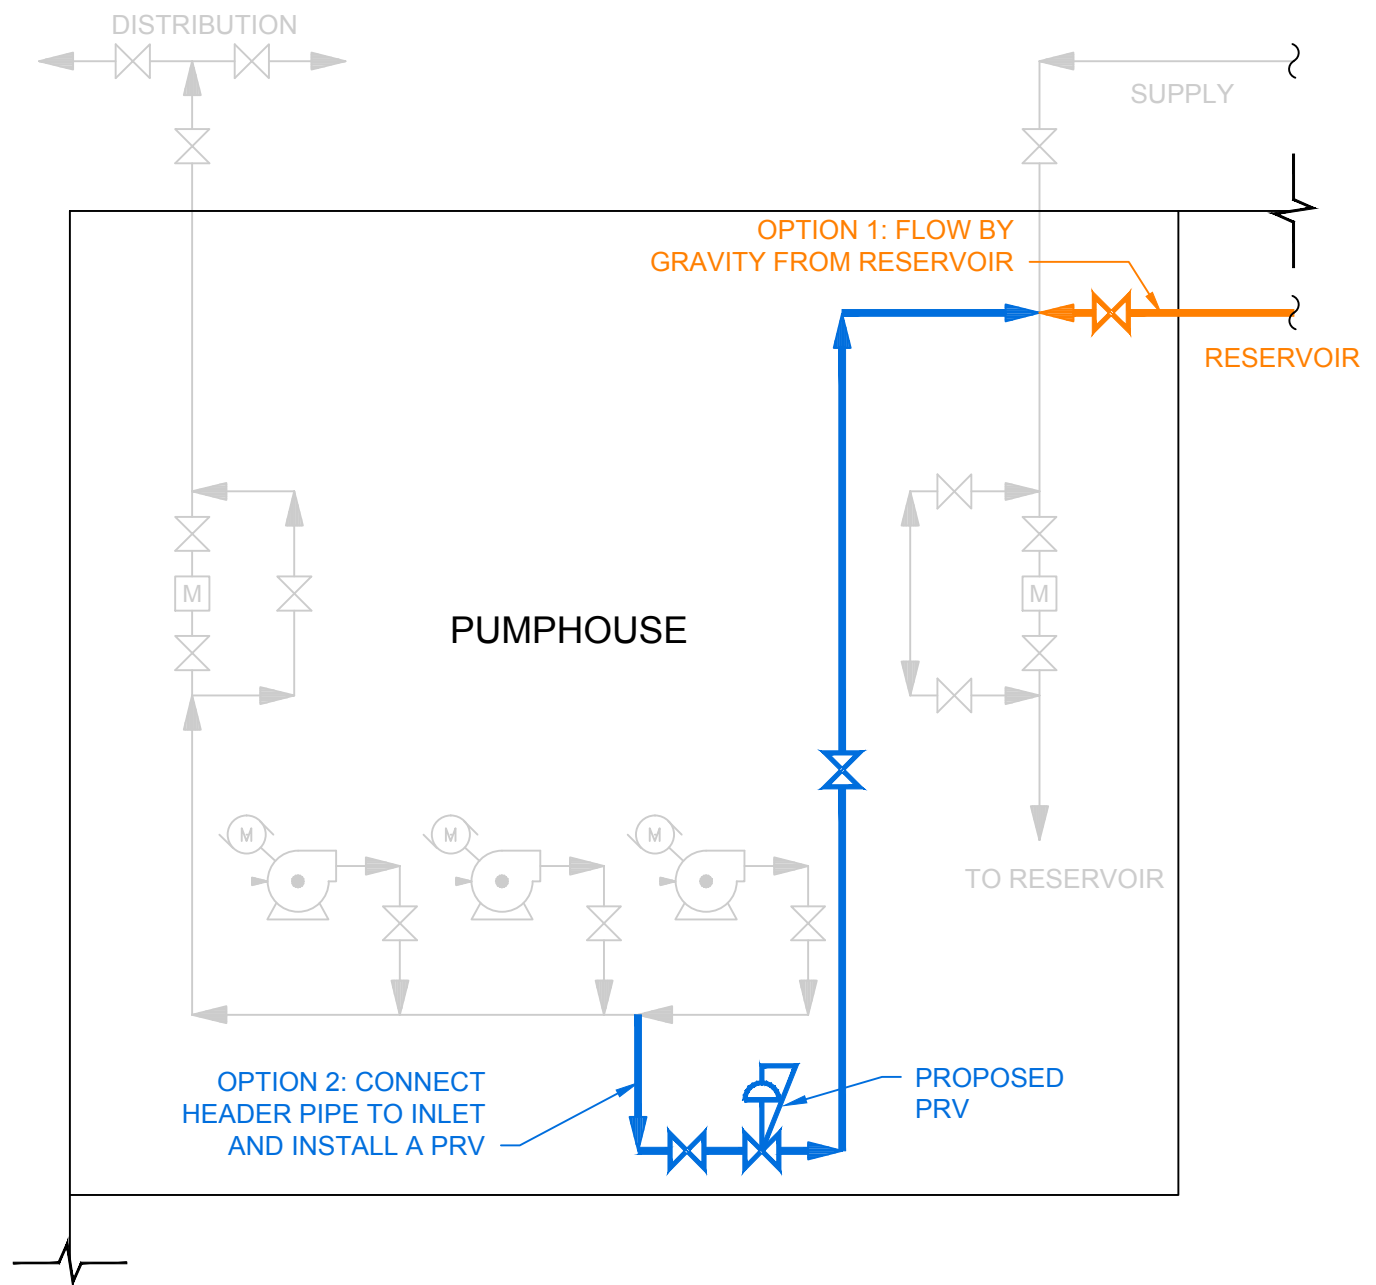 DISTRIBUTION
SUPPLY
OPTION 1: FLOW BY
GRAVITY FROM RESERVOIR
RESERVOIR
M
M
PUMPHOUSE
M
M
M
TO RESERVOIR
OPTION 2: CONNECT
HEADER PIPE TO INLET
AND INSTALL A PRV
PROPOSED
PRV